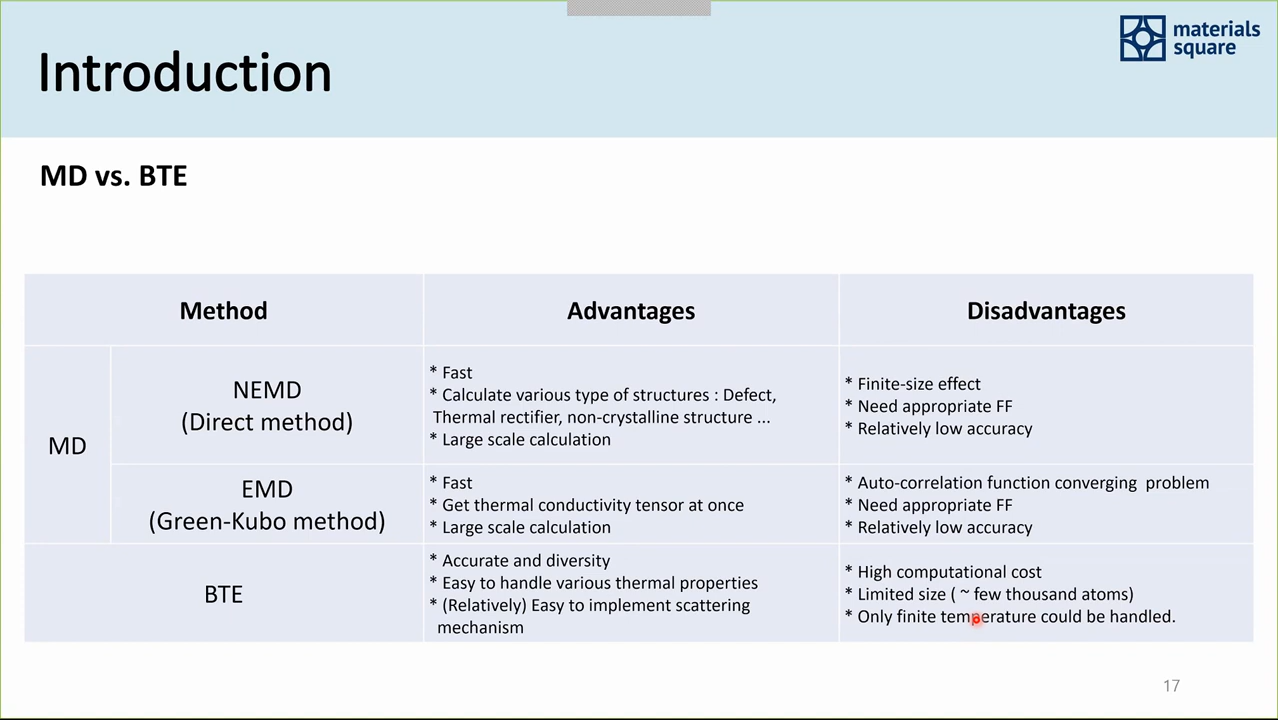 Introduction
materials
square
MD vs. BTE
Method
Advantages
Disadvantages
MD
NEMD
(Direct method)
* Fast
* Calculate various type of structures : Defect,
Thermal rectifier, non-crystalline structure ...
* Large scale calculation
* Finite-size effect
* Need appropriate FF
* Relatively low accuracy
EMD
(Green-Kubo method)
* Fast
* Get thermal conductivity tensor at once
* Large scale calculation
* Auto-correlation function converging problem
* Need appropriate FF
* Relatively low accuracy
BTE
* Accurate and diversity
* Easy to handle various thermal properties
* (Relatively) Easy to implement scattering
mechanism
* High computational cost
* Limited size ( ~ few thousand atoms)
* Only finite temperature could be handled.
17